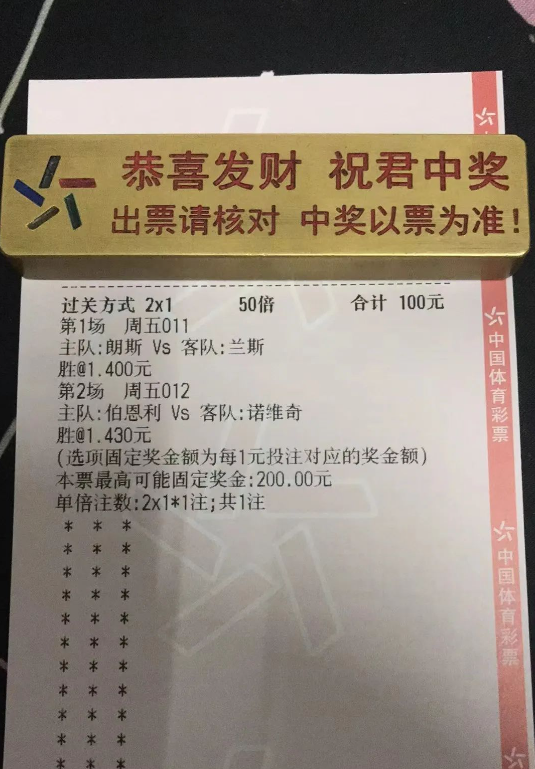 恭喜发财 祝君中奖
出票请核对 中奖以票为准!
过关方式 2x1 50倍 合计 100元
第1场 周五011
主队:朗斯 Vs 客队:兰斯
胜@1.400元
第2场 周五012
主队:伯恩利 Vs 客队:诺维奇
胜@1.430元
(选项固定奖金额为每1元投注对应的奖金额)
本票最高可能固定奖金:200.00元
单倍注数:2x1*1注;共1注
* * *
* * *
* * *
* * *
* * *
* * *
* * *
* * *
* * *
* * *
* * *
中国体育彩票
中国体育彩票